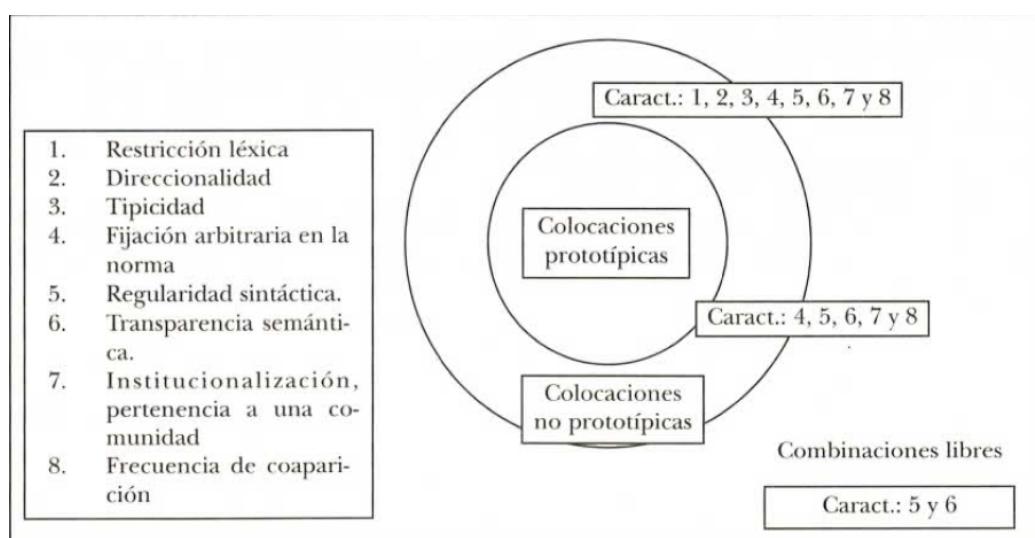 1. Restricción léxica
2. Direccionalidad
3. Tipicidad
4. Fijación arbitraria en la
norma
5. Regularidad sintáctica.
6. Transparencia semánti-
ca.
7. Institucionalización,
pertenencia a una co-
munidad
8. Frecuencia de coapari-
ción
Caract.: 1, 2, 3, 4, 5, 6, 7 y 8
Colocaciones
prototípicas
Caract.: 4, 5, 6, 7 y 8
Colocaciones
no prototípicas
Combinaciones libres
Caract.: 5 y 6